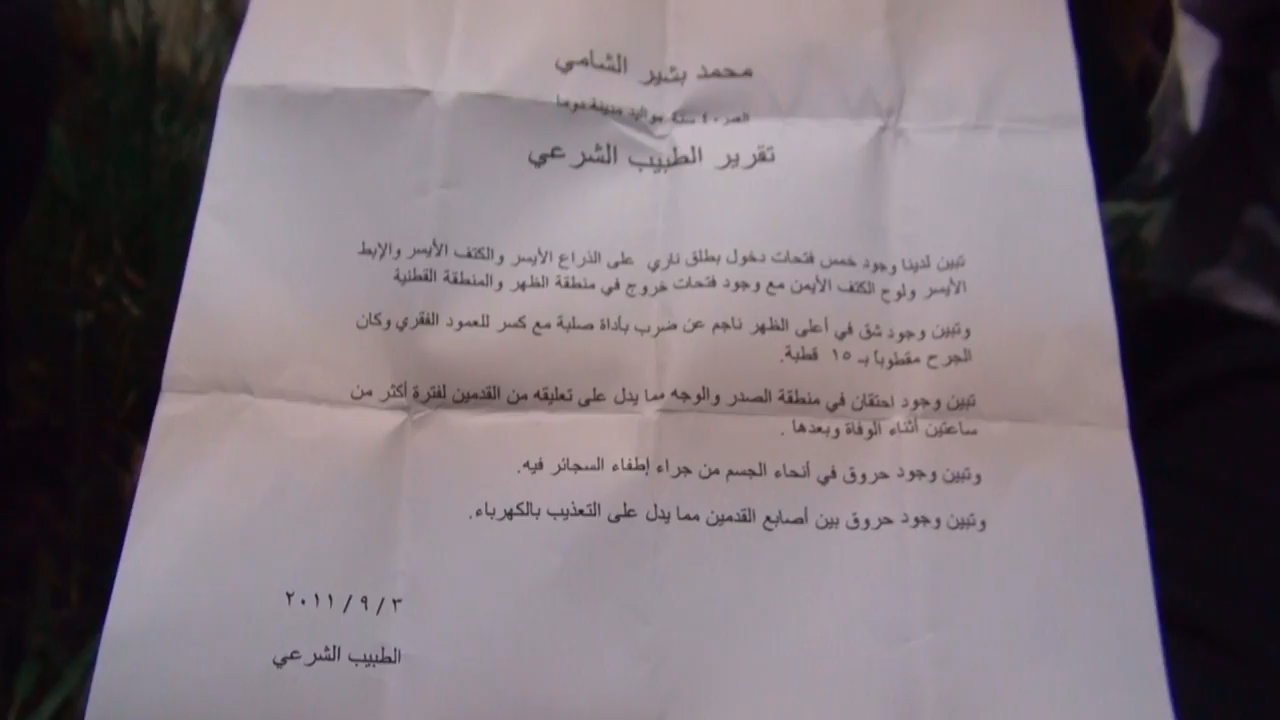 محمد بشير الشامي
العمر ٤٠ سنة مواليد مدينة دوما
تقرير الطبيب الشرعي
تبين لدينا وجود خمس فتحات دخول بطلق ناري على الذراع الأيسر والكتف الأيسر والإبط
الأيسر ولوح الكتف الأيمن مع وجود فتحات خروج في منطقة الظهر والمنطقة القطنية
وتبين وجود شق في أعلى الظهر ناجم عن ضرب بأداة صلبة مع كسر للعمود الفقري وكان
الجرح مقطوباً بـ ١٥ قطبة.
تبين وجود احتقان في منطقة الصدر والوجه مما يدل على تعليقه من القدمين لفترة أكثر من
ساعتين أثناء الوفاة وبعدها .
وتبين وجود حروق في أنحاء الجسم من جراء إطفاء السجائر فيه.
وتبين وجود حروق بين أصابع القدمين مما يدل على التعذيب بالكهرباء.
٣ / ٩ / ٢٠١١
الطبيب الشرعي